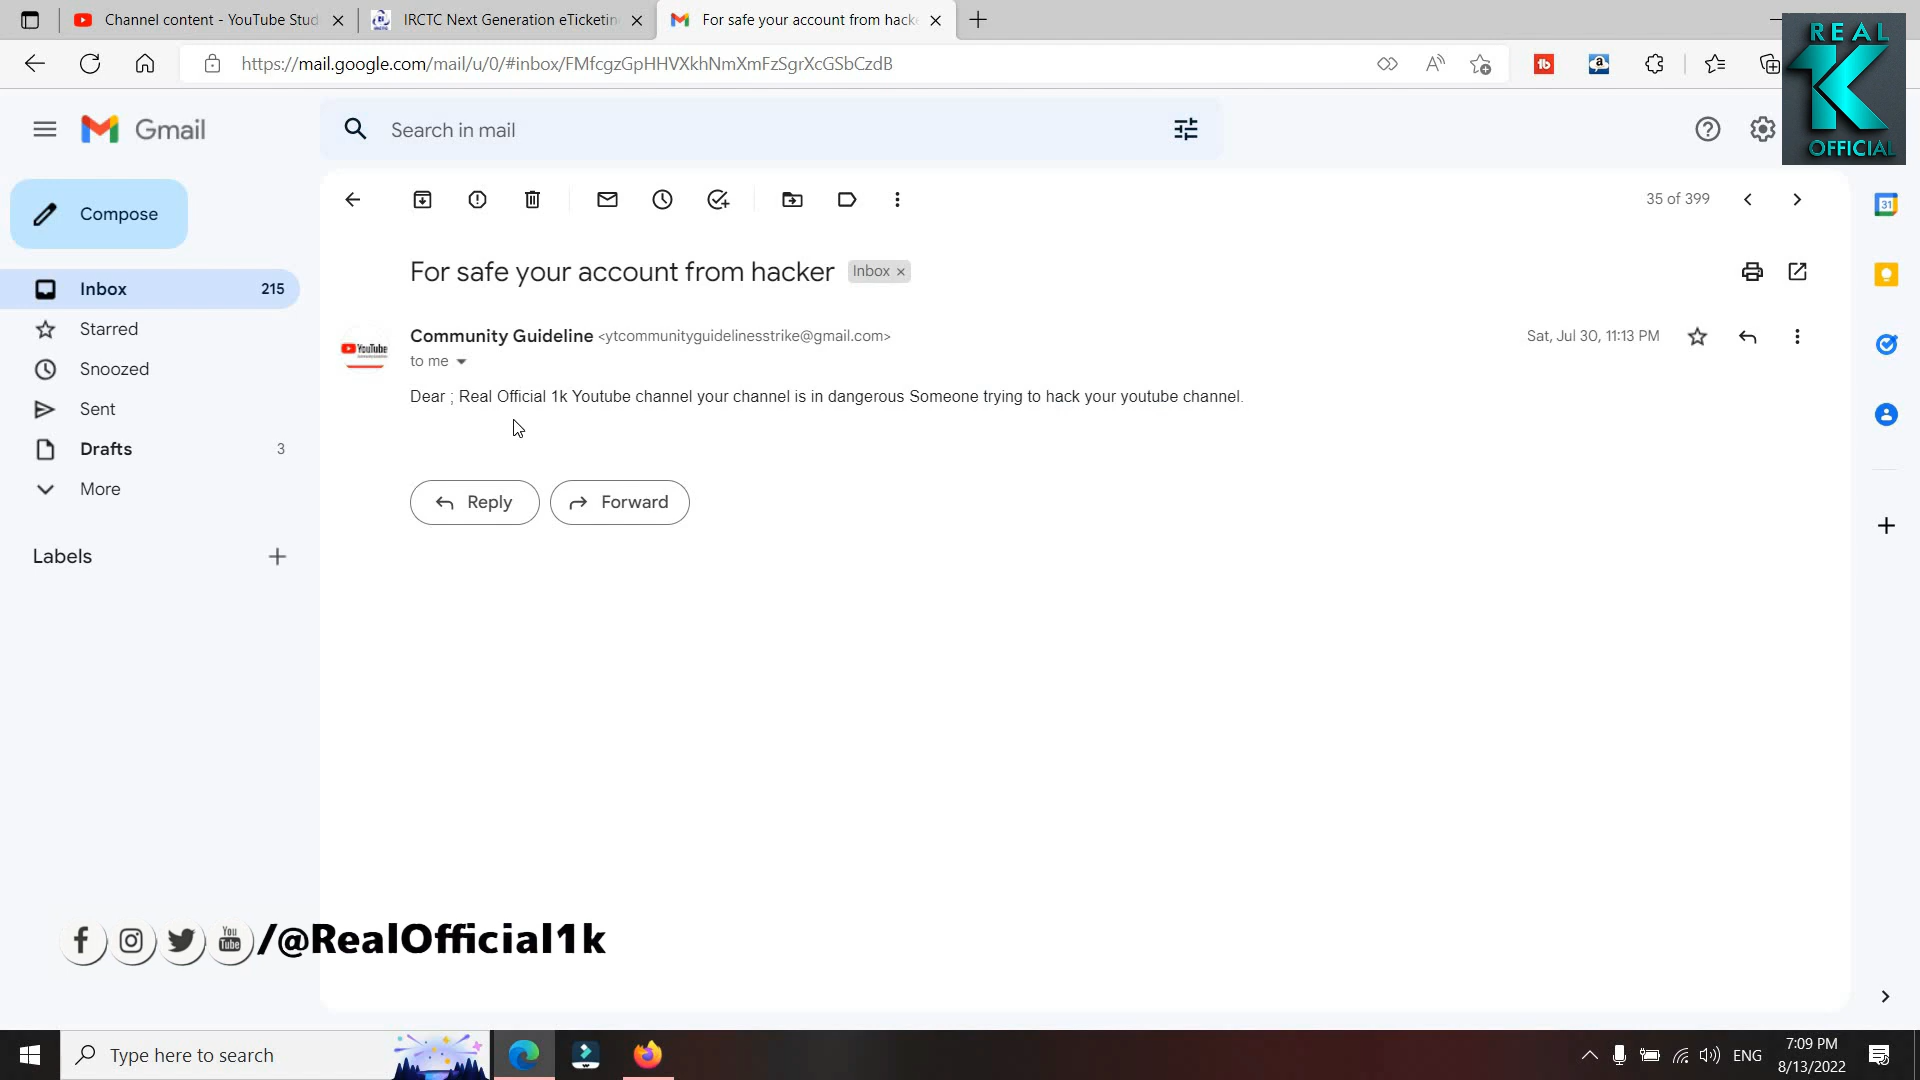 Channel content - YouTube Stud
IRCTC Next Generation eTicketin
For safe your account from hack
https://mail.google.com/mail/u/0/#inbox/FMfcgzGpHHVXkhNmXmFzSgrXcGSbCzdB
REAL
1K
OFFICIAL
Gmail
Search in mail
Compose
35 of 399
Inbox 215
Starred
Snoozed
Sent
Drafts 3
More
Labels
For safe your account from hacker Inbox
YouTube
Community Guideline <ytcommunityguidelinesstrike@gmail.com>
Sat, Jul 30, 11:13 PM
to me
Dear ; Real Official 1k Youtube channel your channel is in dangerous Someone trying to hack your youtube channel.
Reply
Forward
31
You
Tube
/@RealOfficial1k
Type here to search
ENG
7:09 PM
8/13/2022